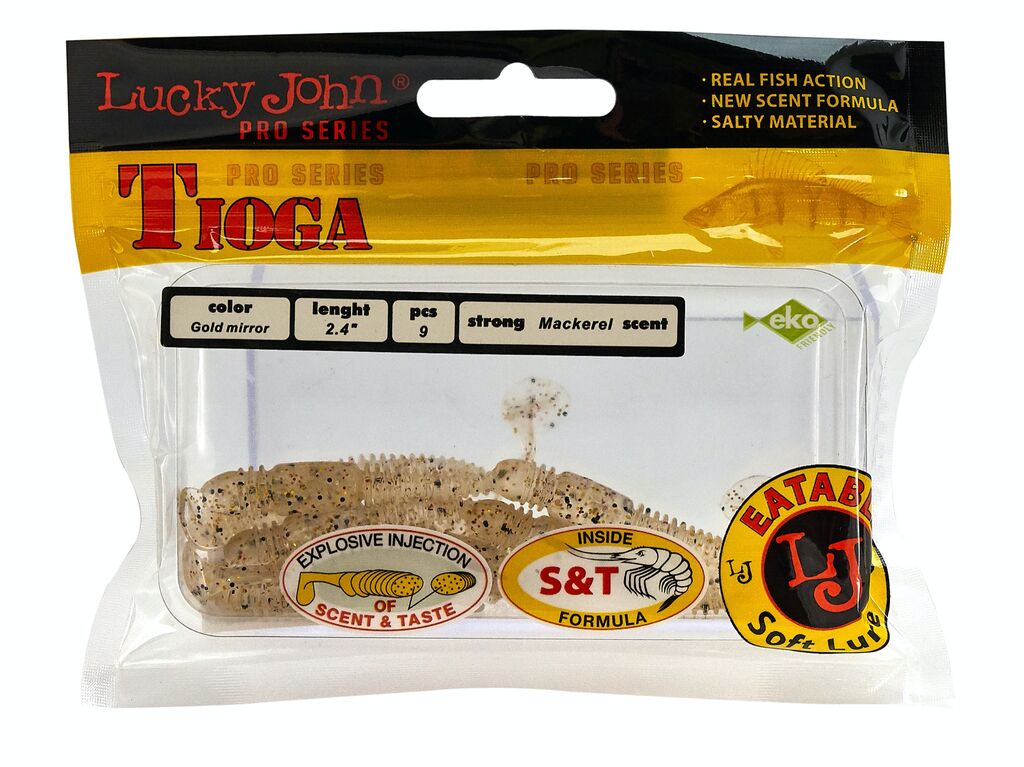 Lucky John®
PRO SERIES
· REAL FISH ACTION
· NEW SCENT FORMULA
· SALTY MATERIAL
PRO SERIES
PRO SERIES
TIOGA
color
Gold mirror
lenght
2.4"
pcs
9
strong Mackerel scent
eko
FRIENDLY
EXPLOSIVE INJECTION
OF
SCENT & TASTE
INSIDE
S&T
FORMULA
EATABL
LJ
LJ
Soft Lure